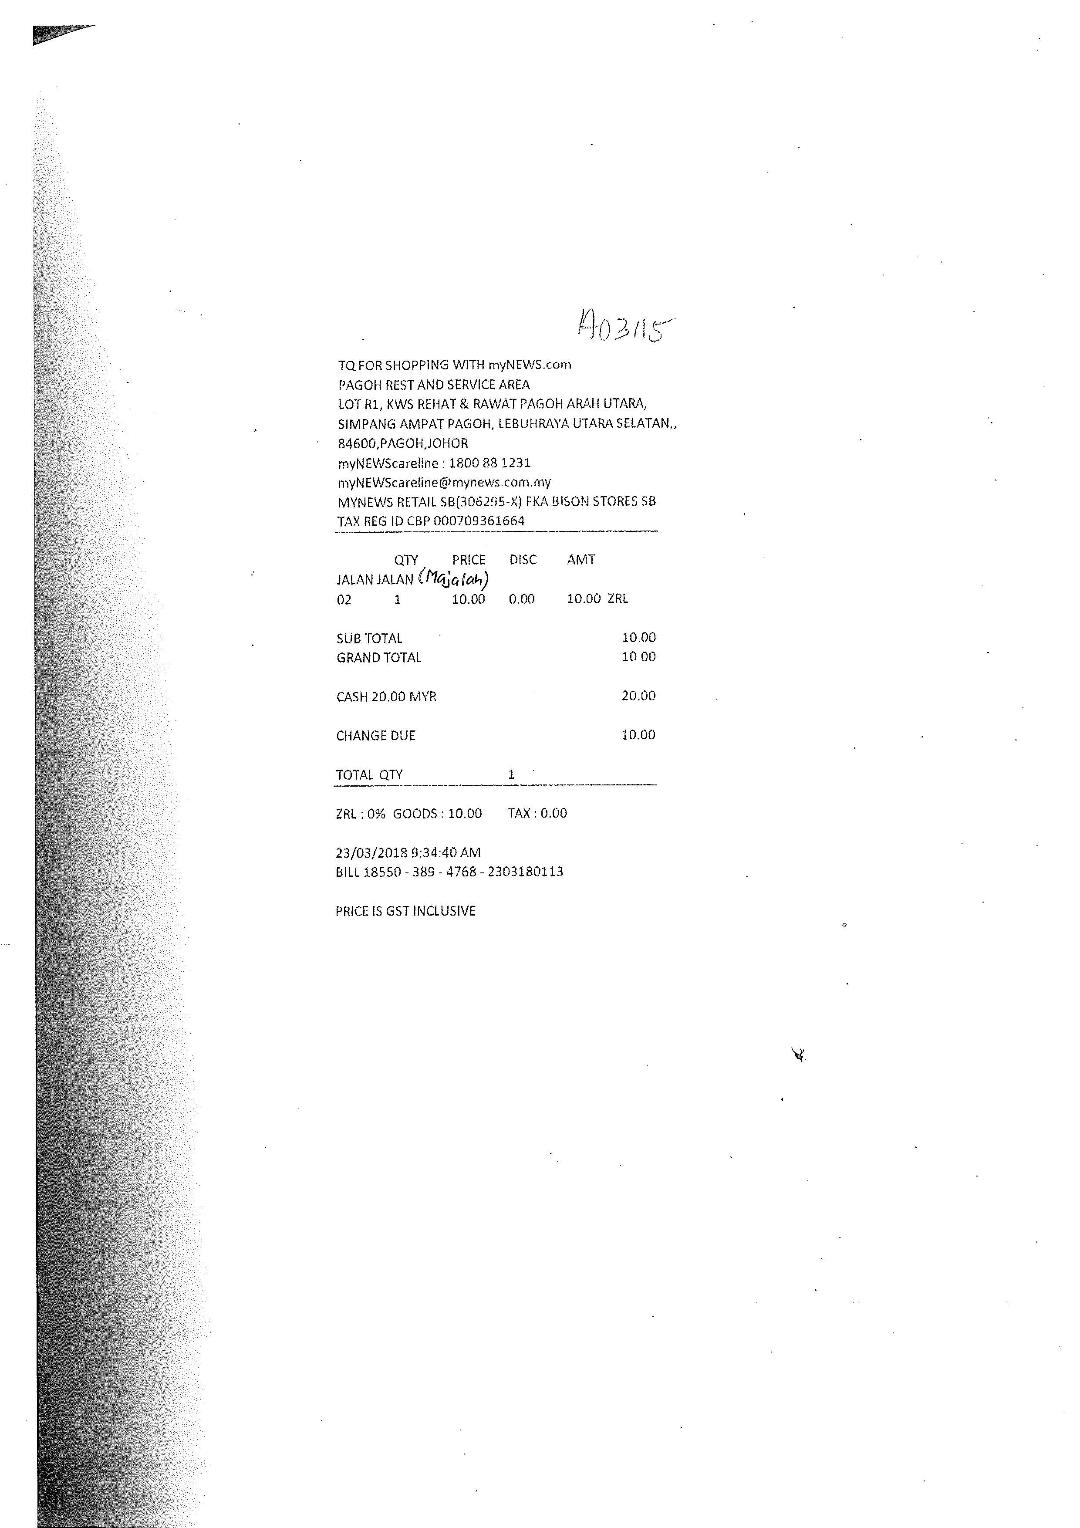 A03/15
TQ FOR SHOPPING WITH myNEWS.com
PAGOH REST AND SERVICE AREA
LOT R1, KWS REHAT & RAWAT PAGOH ARAH UTARA,
SIMPANG AMPAT PAGOH, LEBUHRAYA UTARA SELATAN,,
84600,PAGOH,JOHOR
myNEWScareline : 1800 88 1231
myNEWScareline@mynews.com.my
MYNEWS RETAIL SB(306295-X) FKA BISON STORES SB
TAX REG ID CBP 000709361664
QTY PRICE DISC AMT
JALAN JALAN (Majalah)
02 1 10.00 0.00 10.00 ZRL
SUB TOTAL 10.00
GRAND TOTAL 10 00
CASH 20.00 MYR 20.00
CHANGE DUE 10.00
TOTAL QTY 1
ZRL : 0% GOODS : 10.00 TAX : 0.00
23/03/2018 9:34:40 AM
BILL 18550 - 389 - 4768 - 2303180113
PRICE IS GST INCLUSIVE